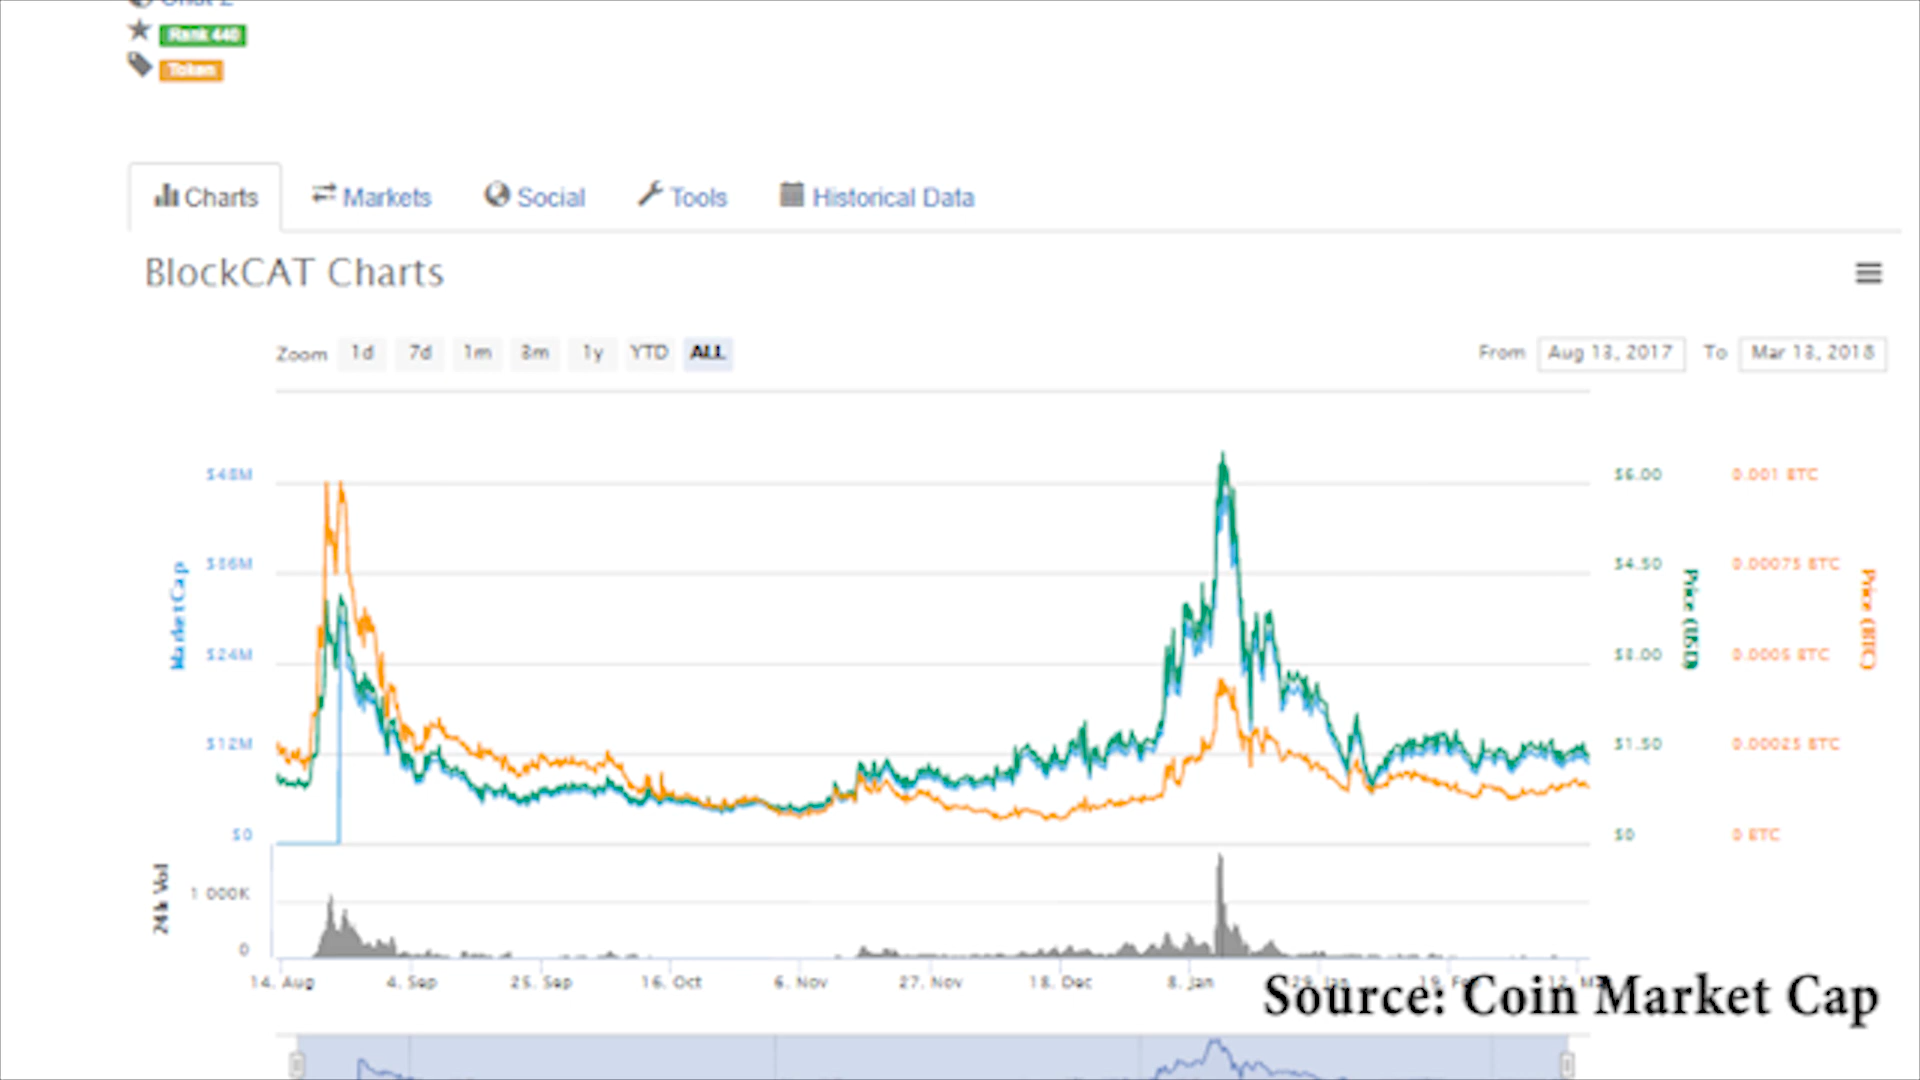 Rank 440
Token
Charts Markets Social Tools Historical Data
BlockCAT Charts
Zoom 1d 7d 1m 3m 1y YTD ALL From Aug 13, 2017 To Mar 13, 2018
$48M $6.00 0.001 BTC
$36M $4.50 0.00075 BTC
Market Cap Price (USD) Price (BTC)
$24M $3.00 0.0005 BTC
$12M $1.50 0.00025 BTC
$0 $0 0 BTC
24h Vol
1 000K
0
14. Aug 4. Sep 25. Sep 16. Oct 6. Nov 27. Nov 18. Dec 8. Jan
Source: Coin Market Cap